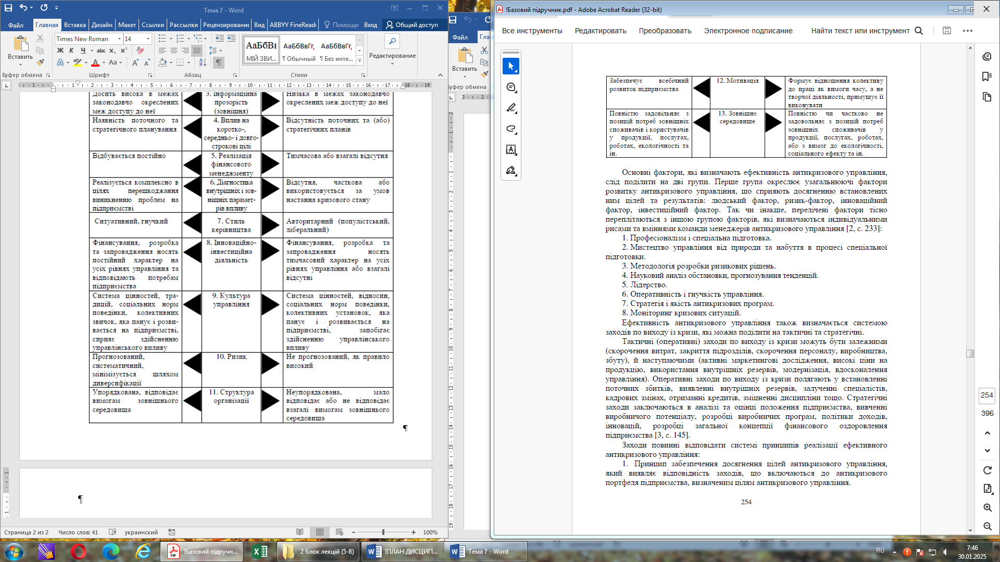 Тема 7 - Word
Файл
Главная
Вставка
Дизайн
Макет
Ссылки
Рассылки
Рецензировани
Вид
ABBYY FineReade
Помощн
Вход
Общий доступ
Вставить
Times New Roman
14
Ж К Ч abc x₂ x²
Aa
АаБбВв
АаБбВвГг,
АаБбВвГг,
МІЙ ЗВИ...
¶ Обычный
¶ Без инте...
Редактирование
Буфер обмена
Шрифт
Абзац
Стили
Досить висока в межах
законодавчо окреслених
меж доступу до неї
3. Інформаційна
прозорість
(зовнішня)
Низька в межах законодавчо
окреслених меж доступу до неї
Наявність поточного та
стратегічного планування
4. Вплив на
коротко-,
середньо- і довго-
строкові цілі
Відсутність поточних та (або)
стратегічних планів
Відбувається постійно
5. Реалізація
фінансового
менеджменту
Тимчасова або взагалі відсутня
Реалізується комплексно в
цілях перешкоджання
виникненню проблем на
підприємстві
6. Діагностика
внутрішніх і зов-
нішніх парамет-
рів впливу
Відсутня, часткова або
використовується за умов
настання кризового стану
Ситуативний, гнучкий
7. Стиль
керівництва
Авторитарний (популістський,
ліберальний)
Фінансування, розробка
та запровадження носять
постійний характер на
усіх рівнях управління та
відповідають потребам
підприємства
8. Інноваційно-
інвестиційна
діяльність
Фінансування, розробка та
запровадження носять
тимчасовий характер на усіх
рівнях управління або взагалі
відсутні
Система цінностей, тра-
дицій, соціальних норм
поведінки, колективних
звичок, яка панує і розви-
вається на підприємстві,
сприяє здійсненню
управлінського впливу
9. Культура
управління
Система цінностей, відносин,
соціальних норм поведінки,
колективних установок, яка
панує і розвивається на
підприємстві, запобігає
здійсненню управлінського
впливу
Прогнозований,
систематичний,
мінімізується шляхом
диверсифікації
10. Ризик
Не прогнозований, як правило
високий
Упорядкована, відповідає
вимогам зовнішнього
середовища
11. Структура
організації
Неупорядкована, мало
відповідає або не відповідає
взагалі вимогам зовнішнього
середовища
¶
¶
Страница 2 из 2
Число слов: 41
украинский
100%
Файл
Гла
Вставить
буфер обмена
!Базовий підручник.pdf - Adobe Acrobat Reader (32-bit)
Все инструменты
Редактировать
Преобразовать
Электронное подписание
Найти текст или инструмент
Забезпечує всебічний
розвиток підприємства
12. Мотивація
Формує відношення колективу
до праці як вимоги часу, а не
творчої діяльності, примушує її
виконувати
Повністю задовільняє з
позицій потреб зовнішніх
споживачів і користувачів
у продукції, послугах,
роботах, екологічності та
ін.
13. Зовнішнє
середовище
Повністю чи частково не
задовольняє з позицій потреб
зовнішніх споживачів у
продукції, послугах, роботах,
або з вимог до екологічності,
соціального ефекту та ін.
Основні фактори, які визначають ефективність антикризового управління,
слід поділити на дві групи. Перше група окреслює узагальнюючі фактори
розвитку антикризового управління, що сприяють досягненню встановлених
ним цілей та результатів: людський фактор, ризик-фактор, інноваційний
фактор, інвестиційний фактор. Так чи інакше, перелічені фактори тісно
переплітаються з іншою групою факторів, які визначаються індивідуальними
рисами та вміннями команди менеджерів антикризового управління [2, с. 233]:
1. Професіоналізм і спеціальна підготовка.
2. Мистецтво управління від природи та набуття в процесі спеціальної
підготовки.
3. Методологія розробки ризикових рішень.
4. Науковий аналіз обстановки, прогнозування тенденцій.
5. Лідерство.
6. Оперативність і гнучкість управління.
7. Стратегія і якість антикризових програм.
8. Моніторинг кризових ситуацій.
Ефективність антикризового управління також визначається системою
заходів по виходу із кризи, які можна поділити на тактичні та стратегічні.
Тактичні (оперативні) заходи по виходу із кризи можуть бути залежними
(скорочення витрат, закриття підрозділів, скорочення персоналу, виробництва,
збуту), й наступаючими (активні маркетингові дослідження, високі ціни на
продукцію, використання внутрішніх резервів, модернізація, вдосконалення
управління). Оперативні заходи по виходу із кризи полягають у встановленні
поточних збитків, виявленні внутрішніх резервів, залученні спеціалістів,
кадрових змінах, отриманні кредитів, зміцненні дисципліни тощо. Стратегічні
заходи заключаються в аналізі та оцінці положення підприємства, вивченні
виробничого потенціалу, розробці виробничих програм, політики доходів,
інновацій, розробці загальної концепції фінансового оздоровлення
підприємства [3, с. 145].
Заходи повинні відповідати системі принципів реалізації ефективного
антикризового управління:
1. Принцип забезпечення досягнення цілей антикризового управління,
який виявляє відповідність заходів, що включаються до антикризового
портфеля підприємства, визначеним цілям антикризового управління.
254
254
396
!Базовий підручн...
2 блок лекцій (5-8)
!ПЛАН ДИСЦИП...
Тема 7 - Word
RU
7:46
30.01.2025